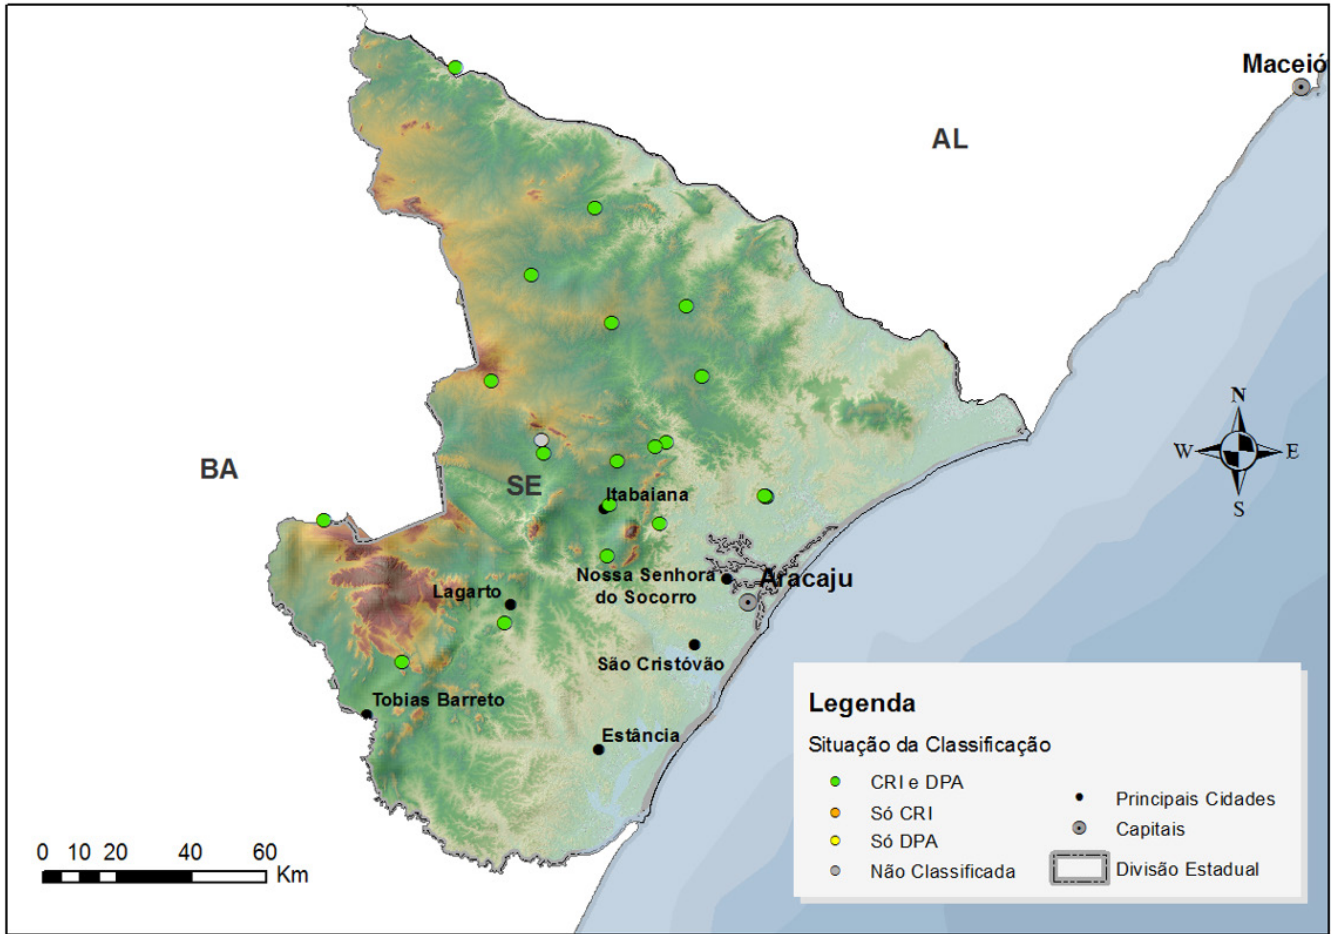 Maceió
AL
N
W
E
S
BA
SE
Itabaiana
Nossa Senhora
do Socorro
Aracaju
Lagarto
São Cristóvão
Tobias Barreto
Estância
Legenda
Situação da Classificação
CRI e DPA
Só CRI
Só DPA
Não Classificada
Principais Cidades
Capitais
Divisão Estadual
0 10 20 40 60
Km